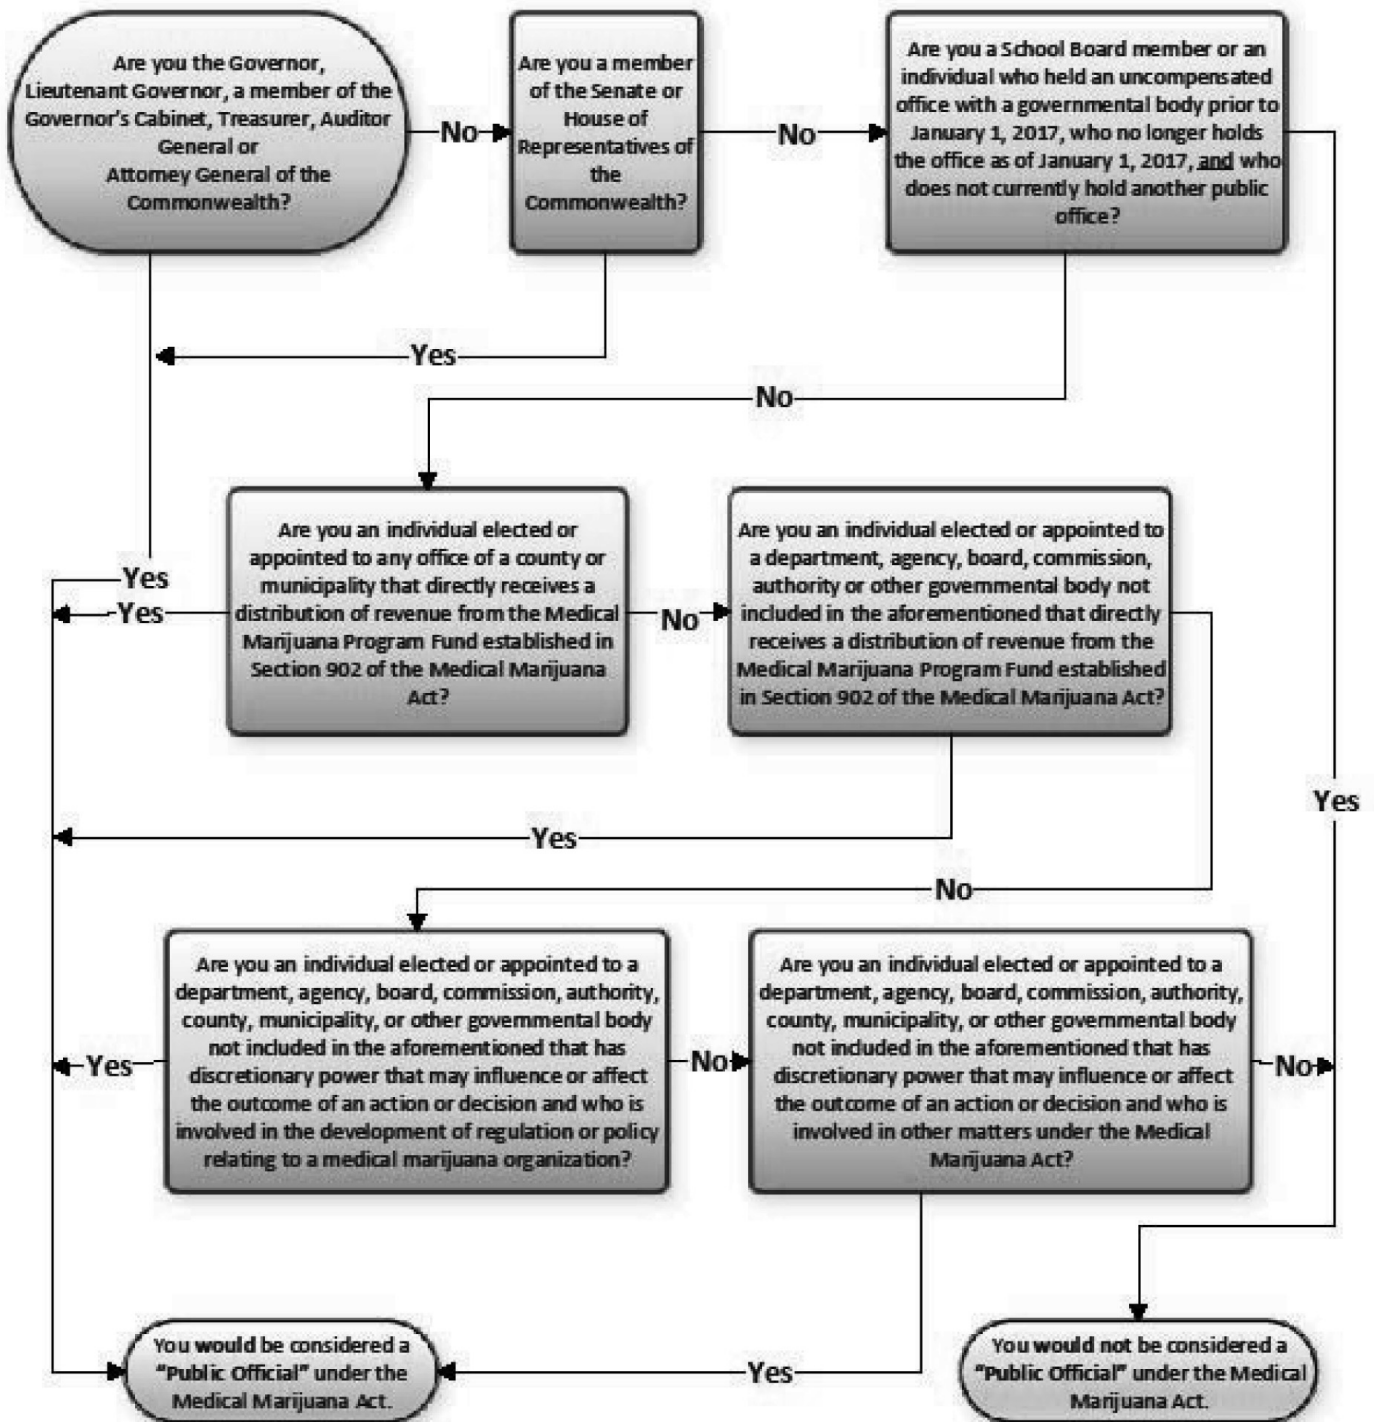 Are you the Governor,
Lieutenant Governor, a member of the
Governor's Cabinet, Treasurer, Auditor
General or
Attorney General of the
Commonwealth?
No
Are you a member
of the Senate or
House of
Representatives of
the
Commonwealth?
No
Are you a School Board member or an
individual who held an uncompensated
office with a governmental body prior to
January 1, 2017, who no longer holds
the office as of January 1, 2017, and who
does not currently hold another public
office?
Yes
No
Are you an individual elected or
appointed to any office of a county or
municipality that directly receives a
distribution of revenue from the Medical
Marijuana Program Fund established in
Section 902 of the Medical Marijuana
Act?
Yes
Yes
No
Are you an individual elected or appointed to
a department, agency, board, commission,
authority or other governmental body not
included in the aforementioned that directly
receives a distribution of revenue from the
Medical Marijuana Program Fund established
in Section 902 of the Medical Marijuana Act?
Yes
Yes
No
Are you an individual elected or appointed to a
department, agency, board, commission, authority,
county, municipality, or other governmental body
not included in the aforementioned that has
discretionary power that may influence or affect
the outcome of an action or decision and who is
involved in the development of regulation or policy
relating to a medical marijuana organization?
Yes
No
Are you an individual elected or appointed to a
department, agency, board, commission, authority,
county, municipality, or other governmental body
not included in the aforementioned that has
discretionary power that may influence or affect
the outcome of an action or decision and who is
involved in other matters under the Medical
Marijuana Act?
No
You would be considered a
“Public Official” under the
Medical Marijuana Act.
Yes
You would not be considered a
“Public Official” under the Medical
Marijuana Act.